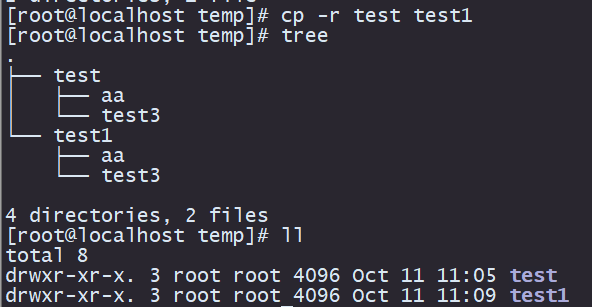 [root@localhost temp]# cp -r test test1
[root@localhost temp]# tree
.
├── test
│   ├── aa
│   └── test3
└── test1
    ├── aa
    └── test3

4 directories, 2 files
[root@localhost temp]# ll
total 8
drwxr-xr-x. 3 root root 4096 Oct 11 11:05 test
drwxr-xr-x. 3 root root 4096 Oct 11 11:09 test1